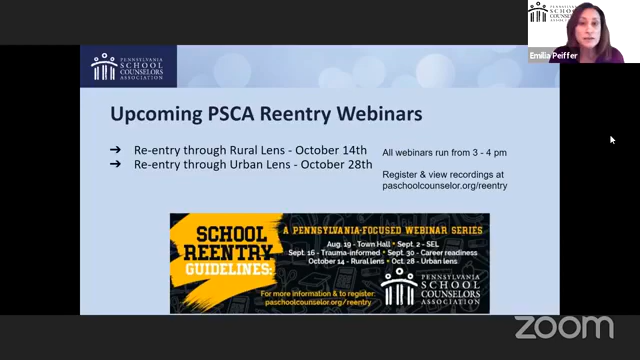 PENNSYLVANIA
SCHOOL
COUNSELORS
ASSOCIATION
Upcoming PSCA Reentry Webinars
➔ Re-entry through Rural Lens - October 14th
➔ Re-entry through Urban Lens - October 28th
All webinars run from 3 - 4 pm
Register & view recordings at
paschoolcounselor.org/reentry
SCHOOL
REENTRY
GUIDELINES:
A PENNSYLVANIA-FOCUSED WEBINAR SERIES
Aug. 19 - Town Hall • Sept. 2 - SEL
Sept. 16 - Trauma-informed • Sept. 30 - Career readiness
October 14 - Rural lens • Oct. 28 - Urban lens
For more information & to register:
paschoolcounselor.org/reentry
PENNSYLVANIA
SCHOOL
COUNSELORS
ASSOCIATION
PENNSYLVANIA
SCHOOL
COUNSELORS
Emilia Peiffer
zoom